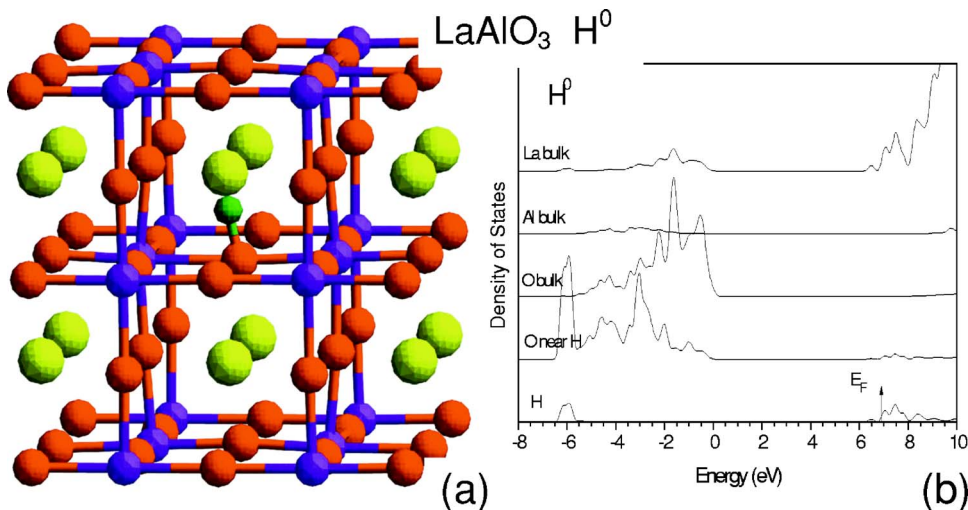 LaAlO₃ H⁰
H⁰
La bulk
Al bulk
O bulk
O near H
H
E_F
Density of States
-8 -6 -4 -2 0 2 4 6 8 10
Energy (eV)
(a)
(b)